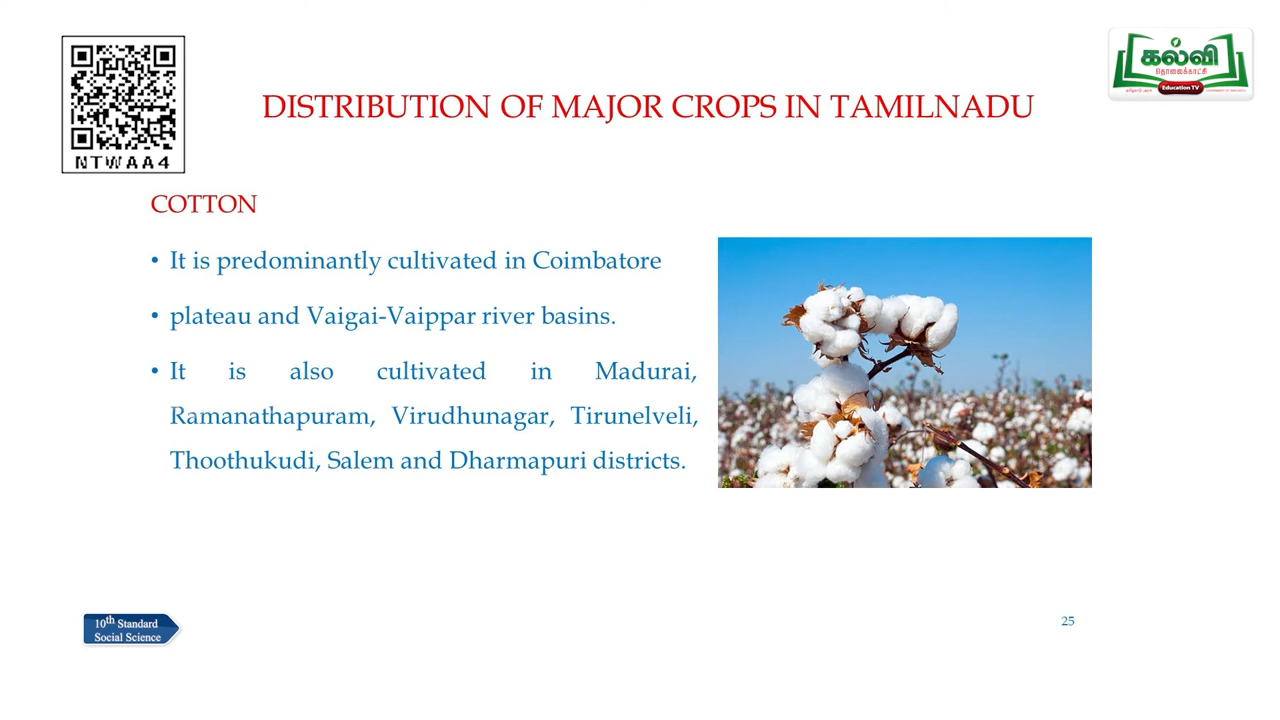 கல்வி
தொலைக்காட்சி
Education TV
NTWAA4
DISTRIBUTION OF MAJOR CROPS IN TAMILNADU
COTTON
• It is predominantly cultivated in Coimbatore
• plateau and Vaigai-Vaippar river basins.
• It is also cultivated in Madurai,
Ramanathapuram, Virudhunagar, Tirunelveli,
Thoothukudi, Salem and Dharmapuri districts.
10th Standard
Social Science
25